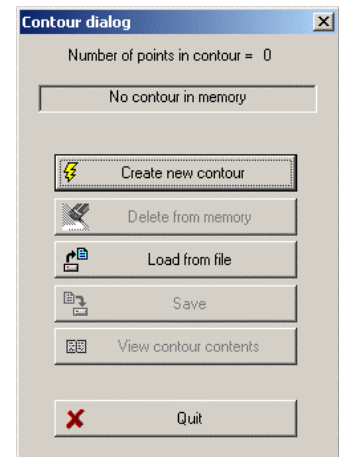 Contour dialog
Number of points in contour = 0
No contour in memory
Create new contour
Delete from memory
Load from file
Save
View contour contents
Quit